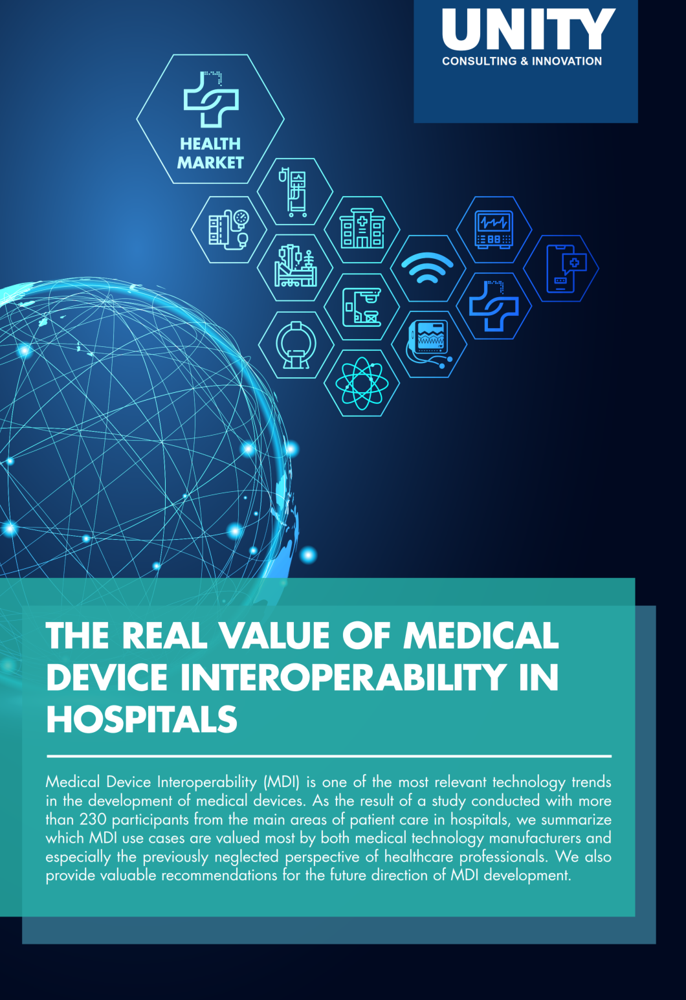 UNITY
CONSULTING & INNOVATION
HEALTH
MARKET
THE REAL VALUE OF MEDICAL
DEVICE INTEROPERABILITY IN
HOSPITALS
Medical Device Interoperability (MDI) is one of the most relevant technology trends
in the development of medical devices. As the result of a study conducted with more
than 230 participants from the main areas of patient care in hospitals, we summarize
which MDI use cases are valued most by both medical technology manufacturers and
especially the previously neglected perspective of healthcare professionals. We also
provide valuable recommendations for the future direction of MDI development.